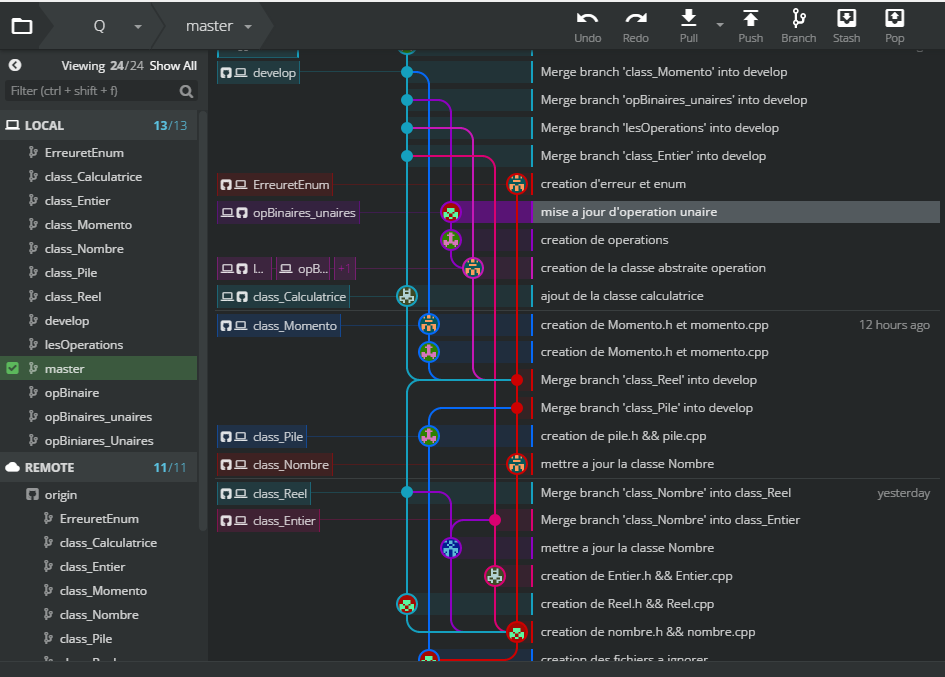 Q
master
Undo
Redo
Pull
Push
Branch
Stash
Pop
Viewing 24/24 Show All
Filter (ctrl + shift + f)
LOCAL 13/13
ErreuretEnum
class_Calculatrice
class_Entier
class_Momento
class_Nombre
class_Pile
class_Reel
develop
lesOperations
master
opBinaire
opBinaires_unaires
opBiniares_Unaires
REMOTE 11/11
origin
ErreuretEnum
class_Calculatrice
class_Entier
class_Momento
class_Nombre
class_Pile
develop Merge branch 'class_Momento' into develop
Merge branch 'opBinaires_unaires' into develop
Merge branch 'lesOperations' into develop
Merge branch 'class_Entier' into develop
ErreuretEnum creation d'erreur et enum
opBinaires_unaires mise a jour d'operation unaire
creation de operations
L... opB... +1 creation de la classe abstraite operation
class_Calculatrice ajout de la classe calculatrice
class_Momento creation de Momento.h et momento.cpp 12 hours ago
creation de Momento.h et momento.cpp
Merge branch 'class_Reel' into develop
Merge branch 'class_Pile' into develop
class_Pile creation de pile.h && pile.cpp
class_Nombre mettre a jour la classe Nombre
class_Reel Merge branch 'class_Nombre' into class_Reel yesterday
class_Entier Merge branch 'class_Nombre' into class_Entier
mettre a jour la classe Nombre
creation de Entier.h && Entier.cpp
creation de Reel.h && Reel.cpp
creation de nombre.h && nombre.cpp
creation des fichiers a ignorer